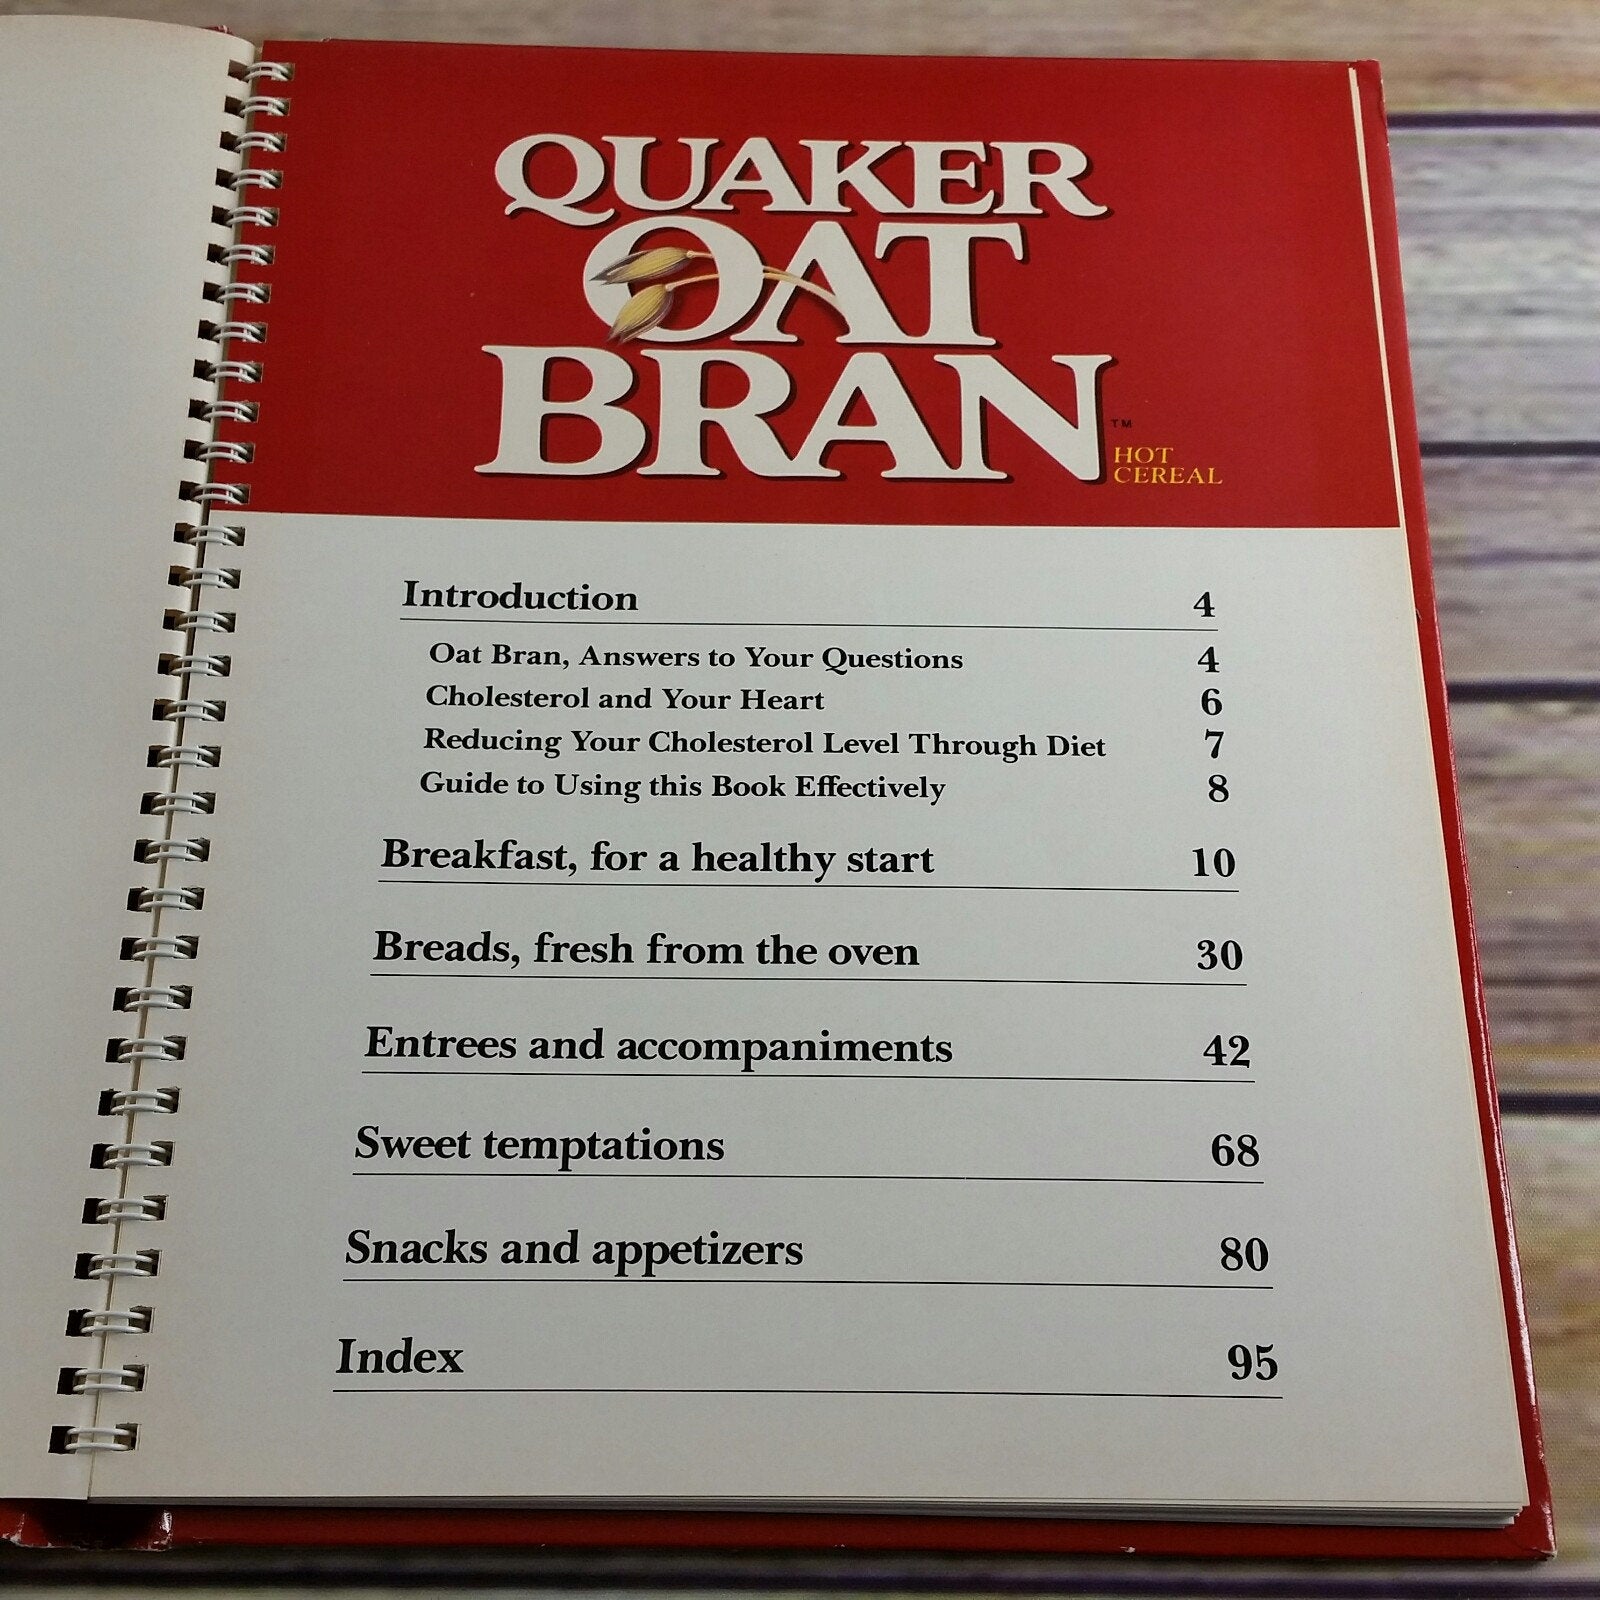 QUAKER
OAT
BRAN™
HOT
CEREAL
Introduction 4
Oat Bran, Answers to Your Questions 4
Cholesterol and Your Heart 6
Reducing Your Cholesterol Level Through Diet 7
Guide to Using this Book Effectively 8
Breakfast, for a healthy start 10
Breads, fresh from the oven 30
Entrees and accompaniments 42
Sweet temptations 68
Snacks and appetizers 80
Index 95